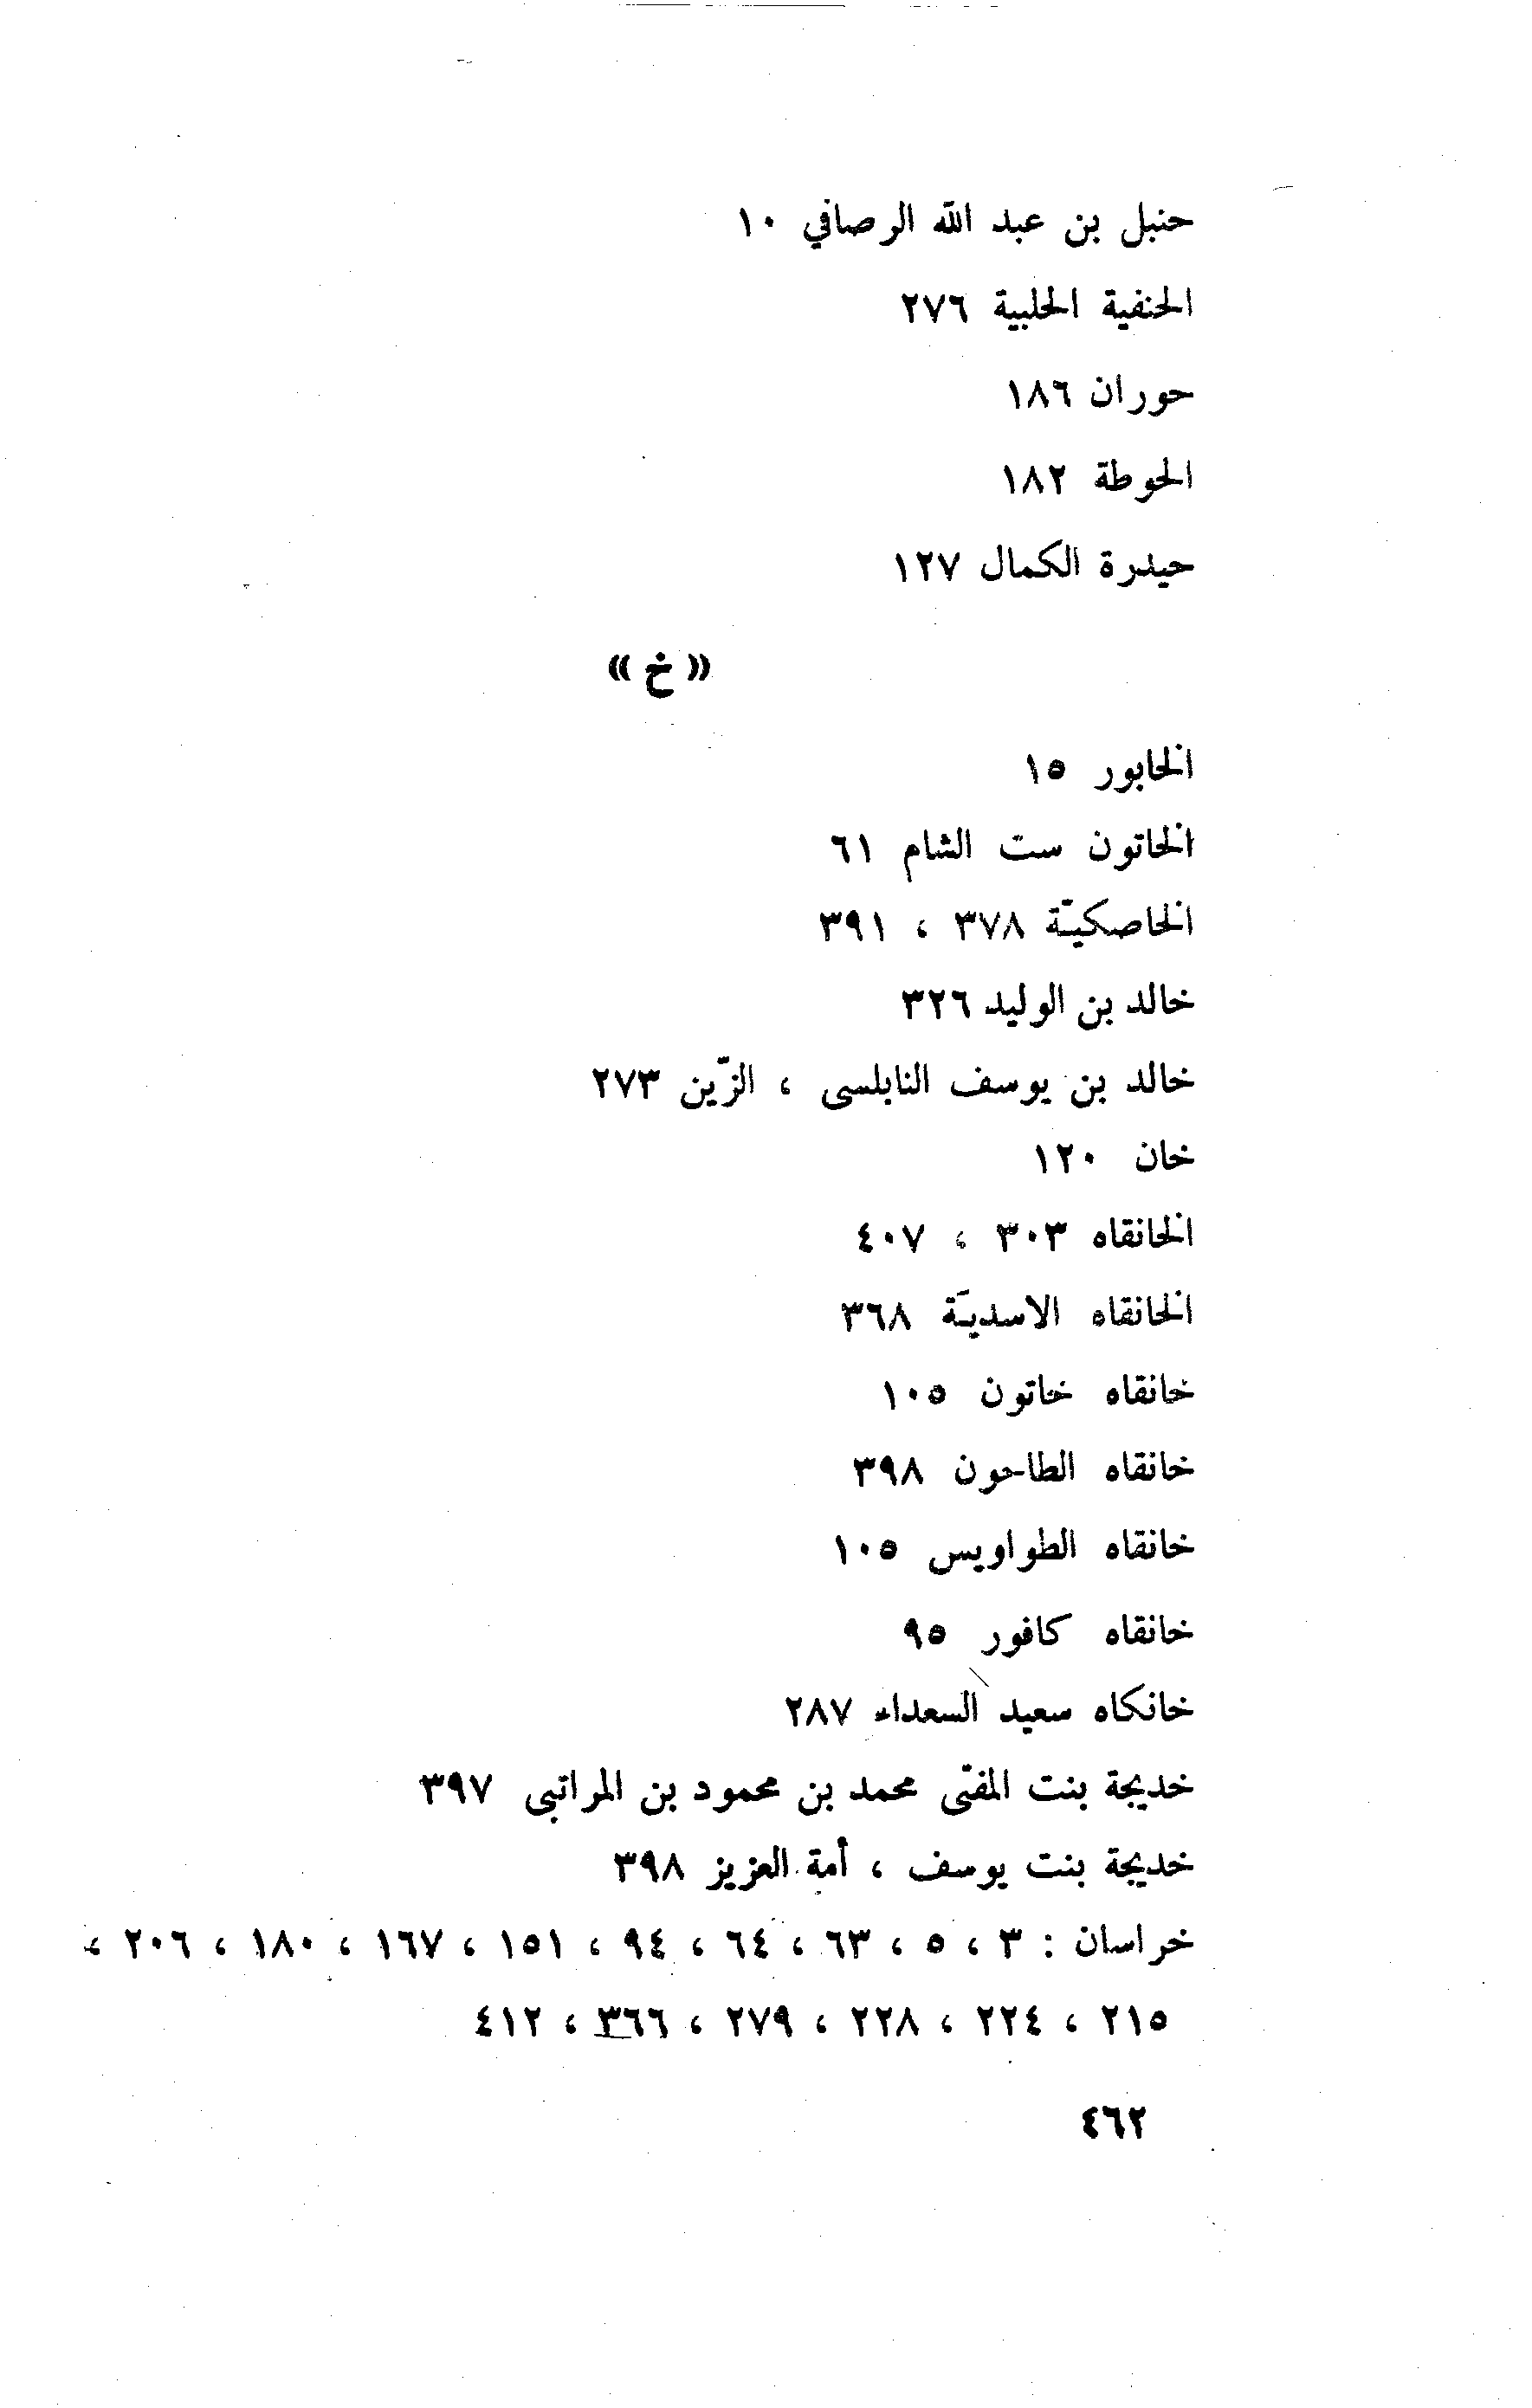 حنبل بن عبد الله الرصافي ١٠
الحنفية الحلبية ٢٧٦
حوران ١٨٦
الحوطة ١٨٢
حيدرة الكمال ١٢٧
« خ »
الخابور ١٥
الخاتون ست الشام ٦١
الخاصكيّة ٣٧٨ ، ٣٩١
خالد بن الوليد ٣٢٦
خالد بن يوسف النابلسى ، الزّين ٢٧٣
خان ١٢٠
الخانقاه ٣٠٣ ، ٤٠٧
الخانقاه الاسديَة ٣٦٨
خانقاه خاتون ١٠٥
خانقاه الطاحون ٣٩٨
خانقاه الطواويس ١٠٥
خانقاه كافور ٩٥
خانكاه سعيد السعداء ٢٨٧
خديجة بنت المفتى محمد بن محمود بن المراتبى ٣٩٧
خديجة بنت يوسف ، أمة العزيز ٣٩٨
خراسان : ٣ ، ٥ ، ٦٣ ، ٦٤ ، ٩٤ ، ١٥١ ، ١٦٧ ، ١٨٠ ، ٢٠٦ ،
٢١٥ ، ٢٢٤ ، ٢٢٨ ، ٢٧٩ ، ٣٦٦ ، ٤١٢
٤٦٢